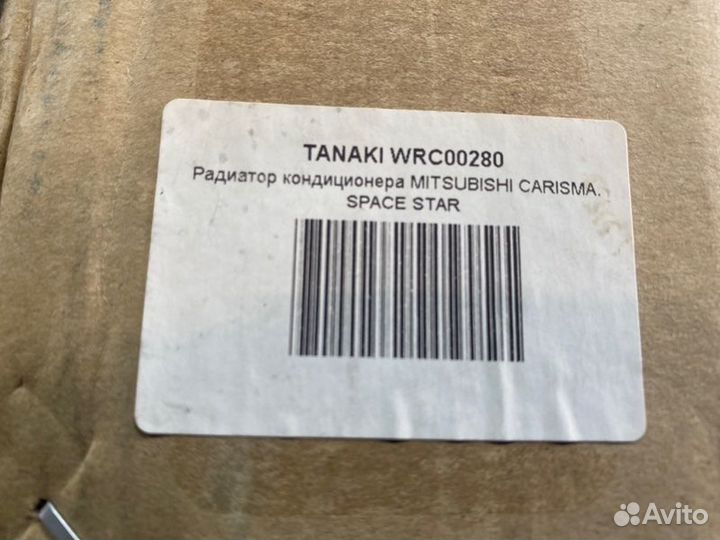 TANAKI WRC00280
Радиатор кондиционера MITSUBISHI CARISMA.
SPACE STAR
Avito